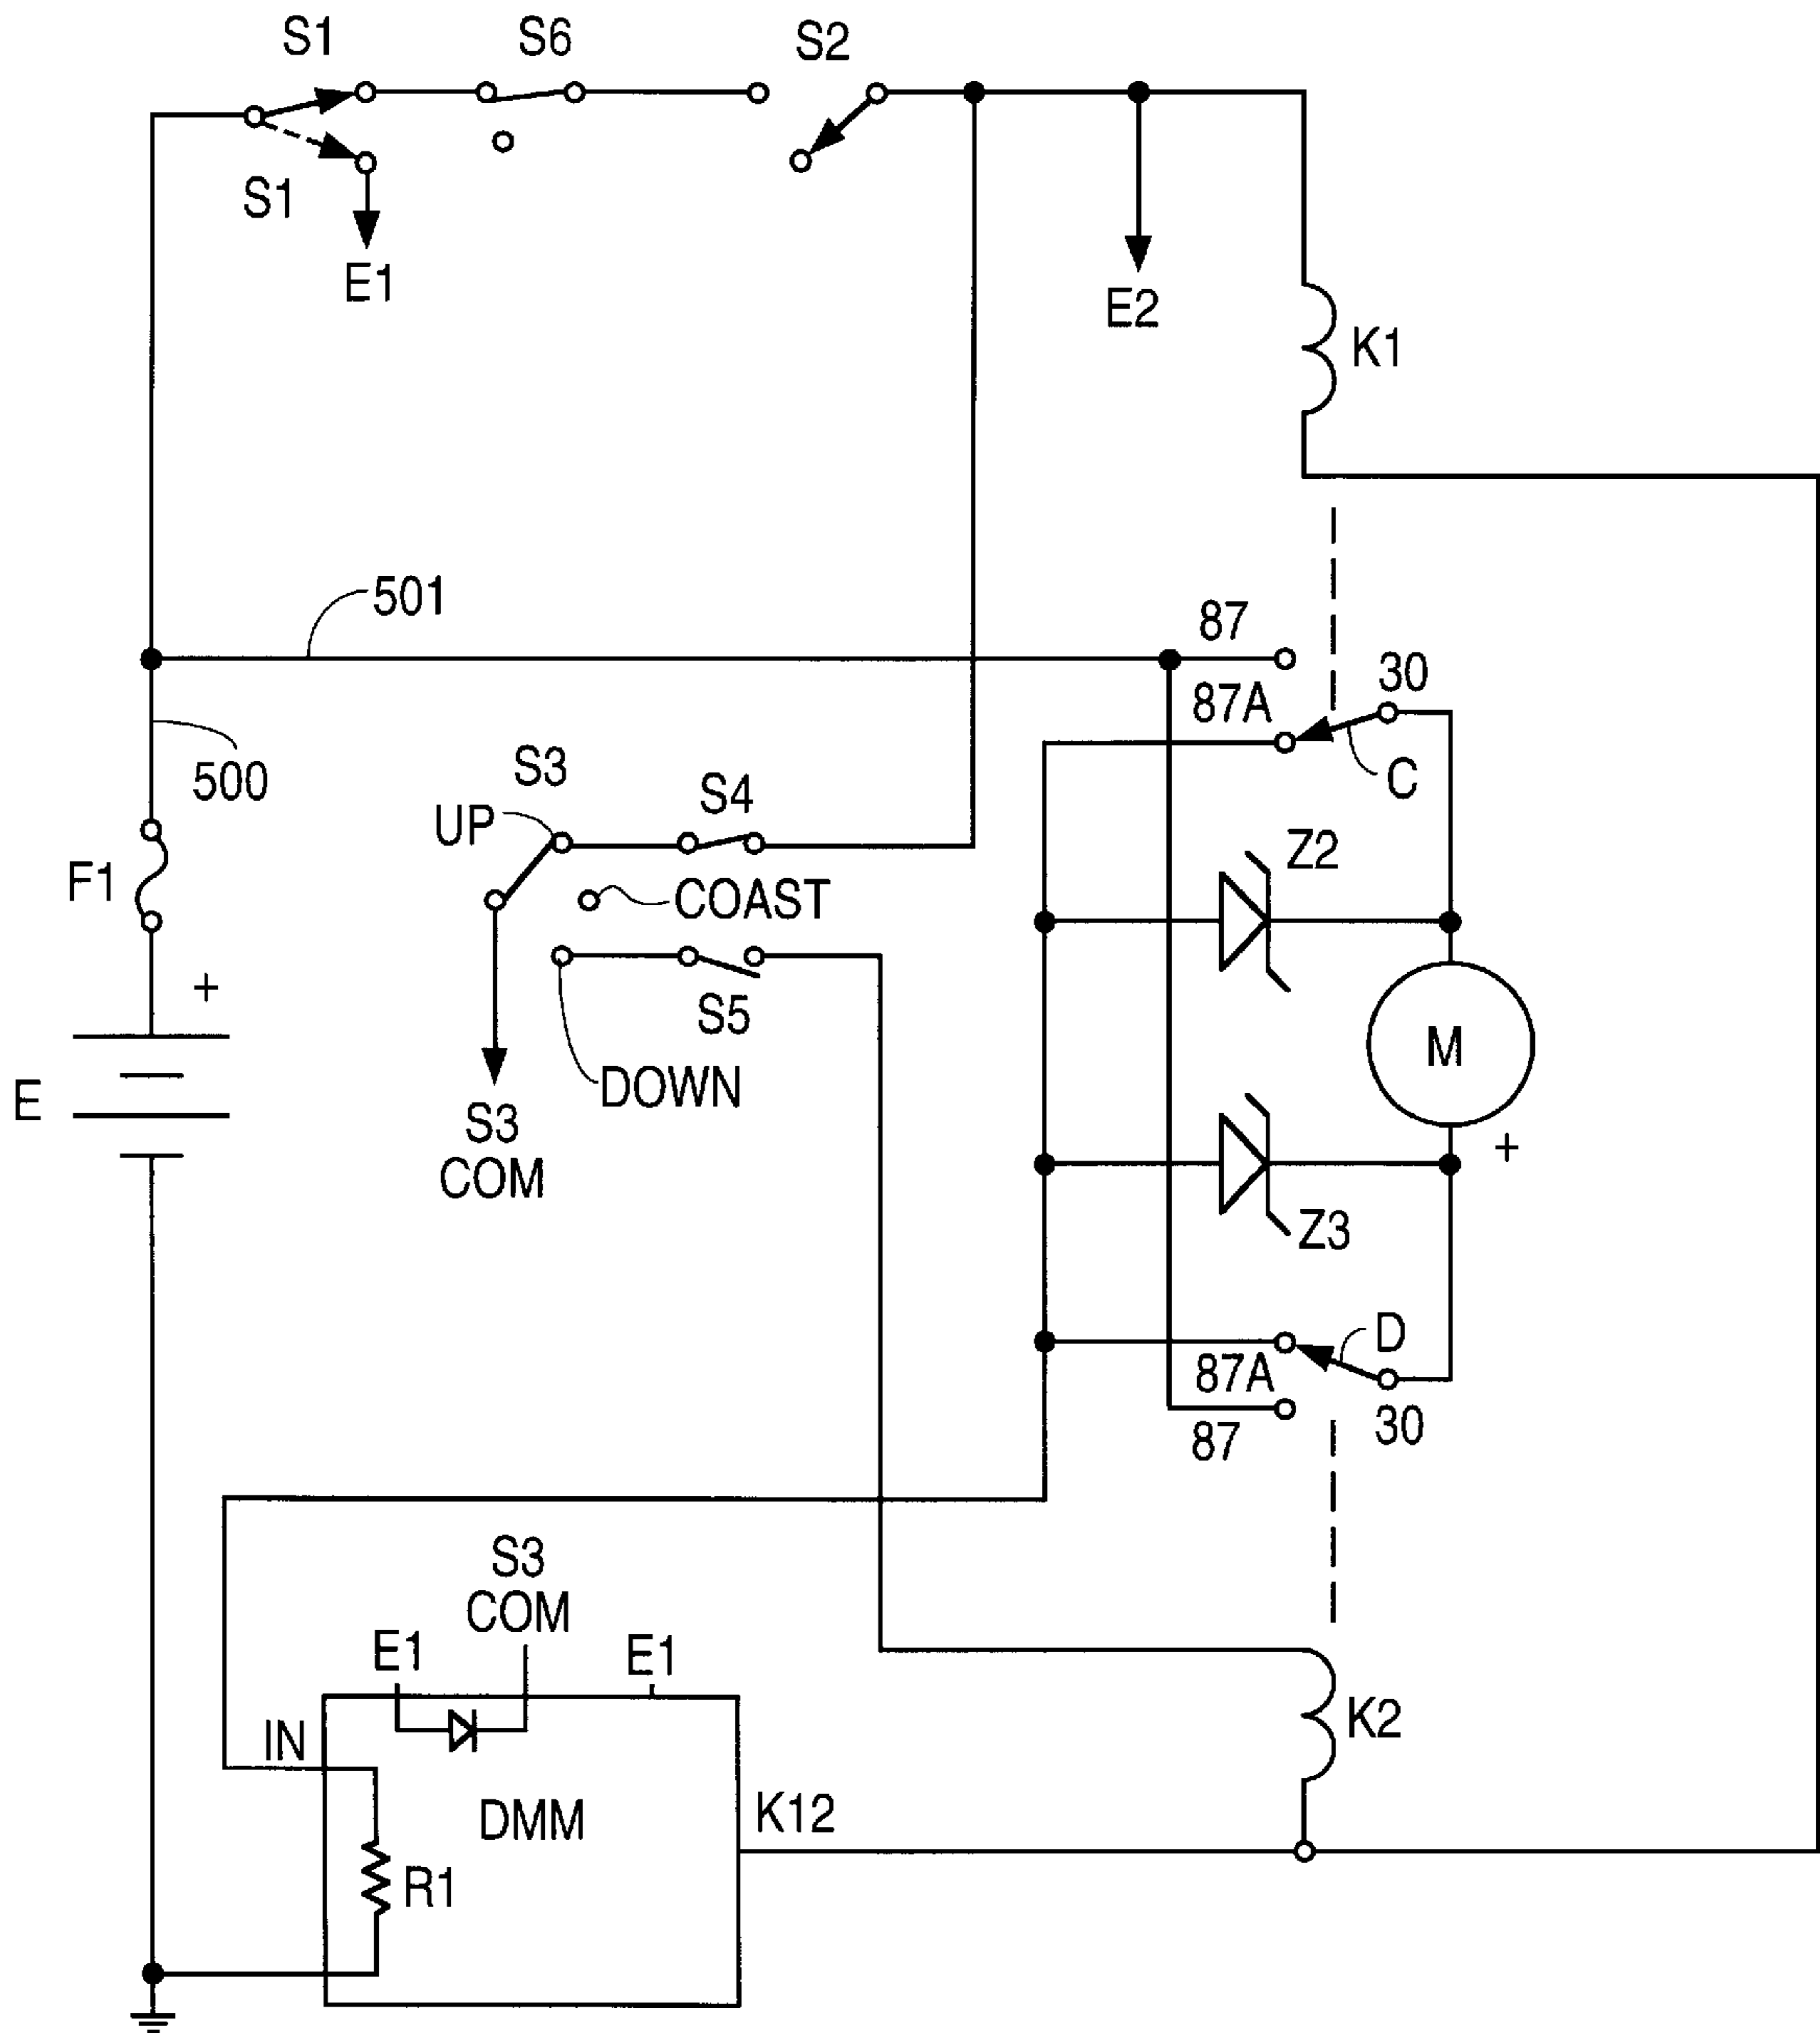 S1
S6
S2
S1
E1
E2
K1
501
87
30
87A
500
S3
C
S4
UP
Z2
F1
COAST
+
S5
M
E
DOWN
S3
COM
+
Z3
D
87A
30
87
S3
COM
E1
E1
IN
K2
DMM
K12
R1